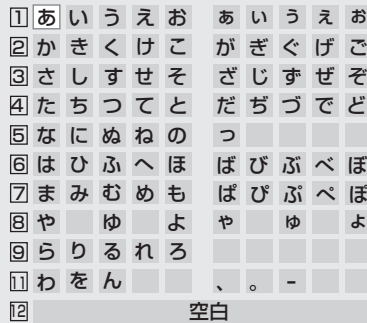 1 あ い う え お ぁ ぃ ぅ ぇ ぉ
2 か き く け こ が ぎ ぐ げ ご
3 さ し す せ そ ざ じ ず ぜ ぞ
4 た ち つ て と だ ぢ づ で ど
5 な に ぬ ね の っ
6 は ひ ふ へ ほ ば び ぶ べ ぼ
7 ま み む め も ぱ ぴ ぷ ぺ ぽ
8 や ゆ よ ゃ ゅ ょ
9 ら り る れ ろ
11 わ を ん 、 。 -
12 空白